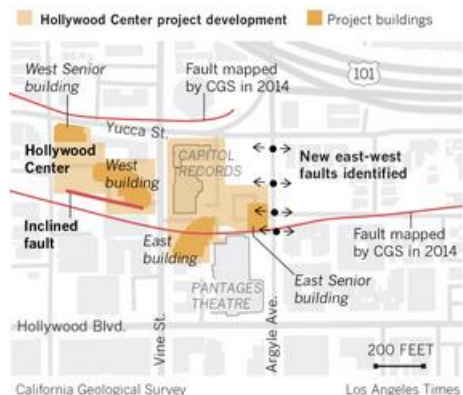 Hollywood Center project development
Project buildings
West Senior
building
Fault mapped
by CGS in 2014
101
Yucca St.
Hollywood
Center
West
building
CAPITOL
RECORDS
New east-west
faults identified
Inclined
fault
East
building
Fault mapped
by CGS in 2014
East Senior
building
PANTAGES
THEATRE
Hollywood Blvd.
Vine St.
Argyle Ave.
200 FEET
California Geological Survey
Los Angeles Times